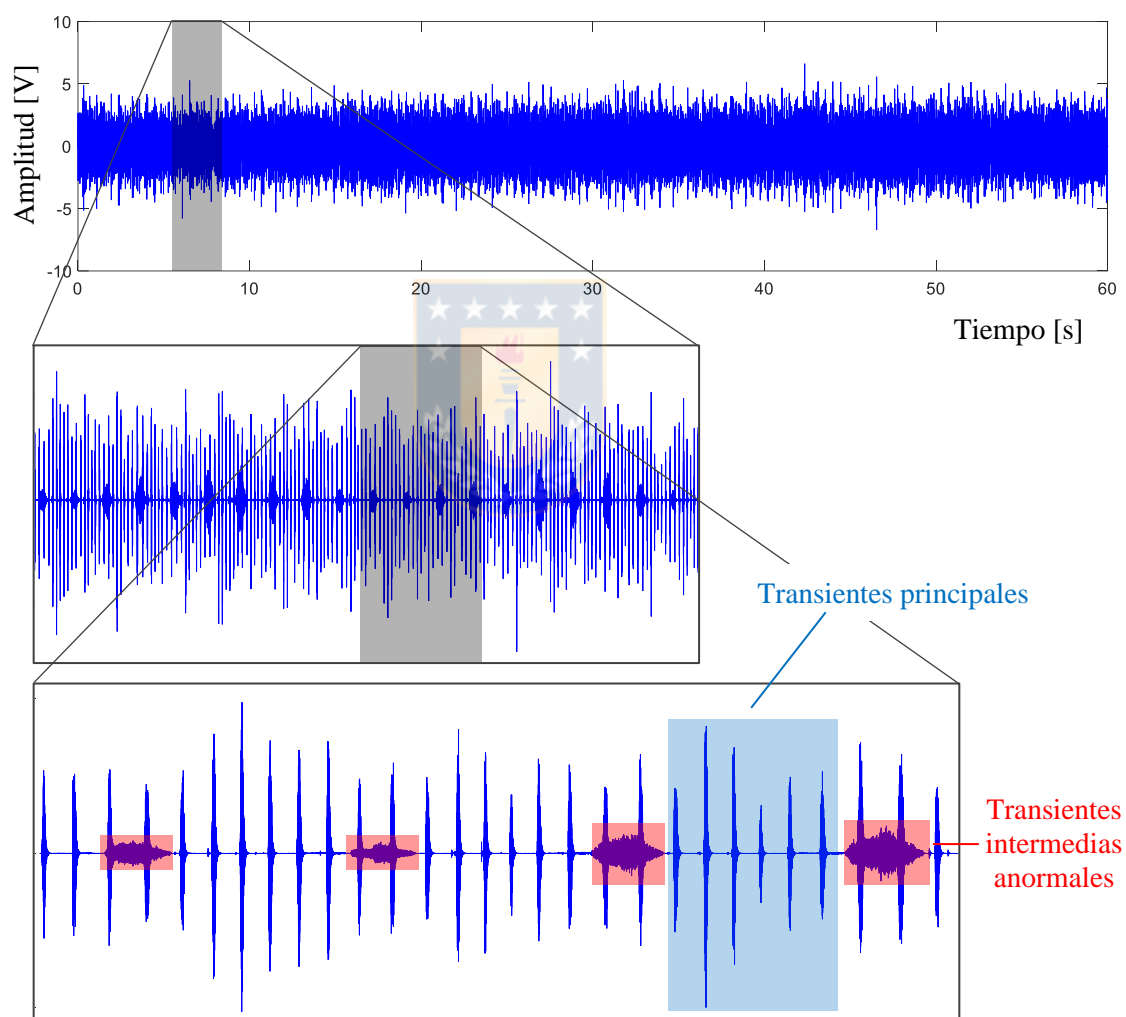 10
5
0
-5
-10
Amplitud [V]
0
10
20
30
40
50
60
Tiempo [s]
Transientes principales
Transientes
intermedias
anormales